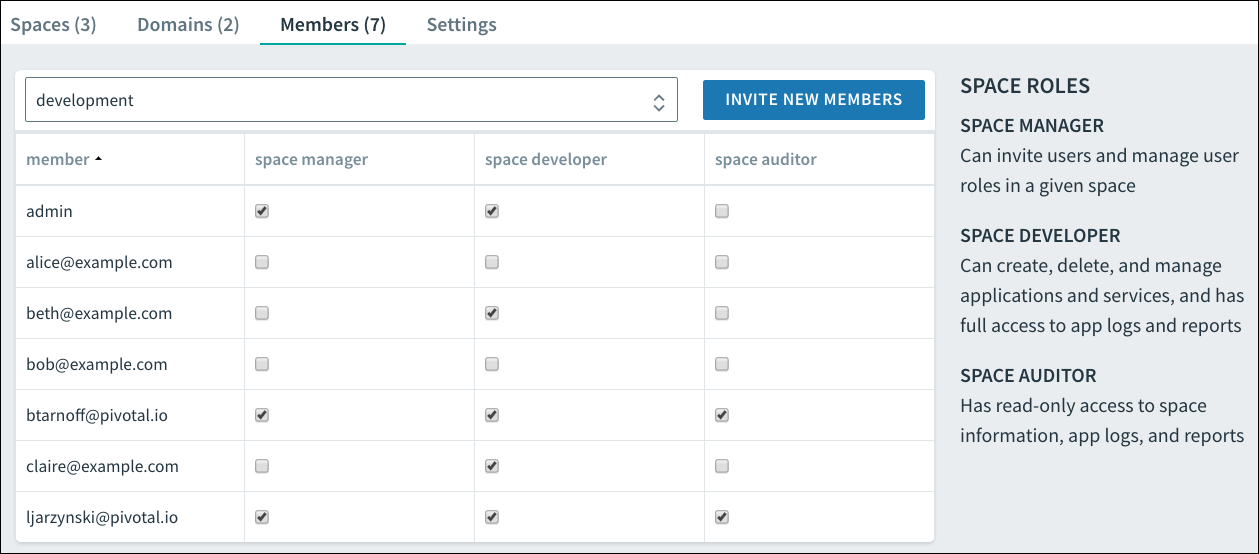 Spaces (3) Domains (2) Members (7) Settings
development
INVITE NEW MEMBERS
member space manager space developer space auditor
admin
alice@example.com
beth@example.com
bob@example.com
btarnoff@pivotal.io
claire@example.com
ljarzynski@pivotal.io
SPACE ROLES
SPACE MANAGER
Can invite users and manage user
roles in a given space
SPACE DEVELOPER
Can create, delete, and manage
applications and services, and has
full access to app logs and reports
SPACE AUDITOR
Has read-only access to space
information, app logs, and reports